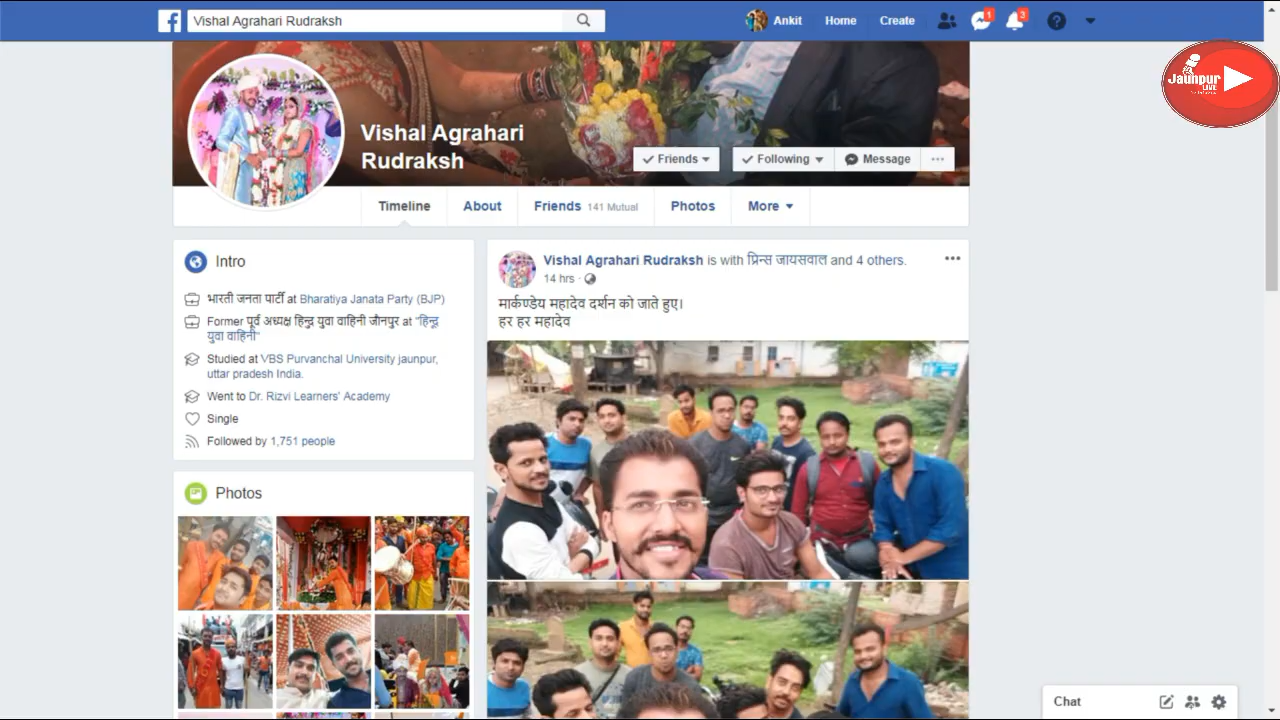 Vishal Agrahari Rudraksh
Ankit
Home
Create
1
3
Jaunpur
LIVE
Vishal Agrahari
Rudraksh
Friends
Following
Message
Timeline
About
Friends 141 Mutual
Photos
More
Intro
भारती जनता पार्टी at Bharatiya Janata Party (BJP)
Former पूर्व अध्यक्ष हिन्दु युवा वाहिनी जौनपुर at "हिन्दू
युवा वाहिनी"
Studied at VBS Purvanchal University jaunpur,
uttar pradesh India.
Went to Dr. Rizvi Learners' Academy
Single
Followed by 1,751 people
Photos
Vishal Agrahari Rudraksh is with प्रिन्स जायसवाल and 4 others.
14 hrs ·
मार्कण्डेय महादेव दर्शन को जाते हुए।
हर हर महादेव
Chat